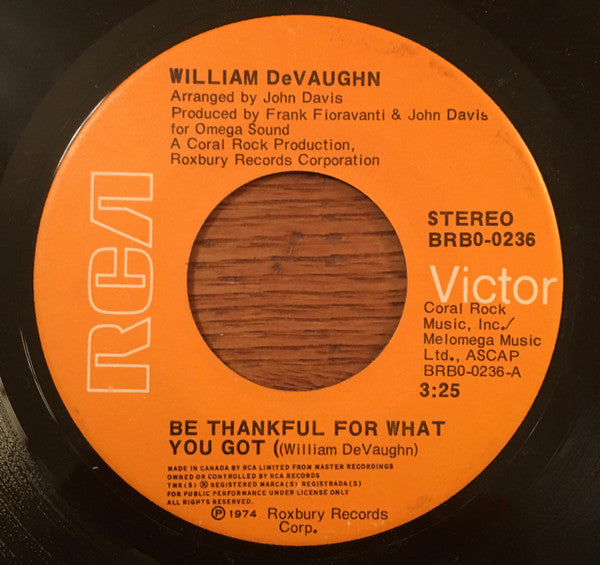 WILLIAM DeVAUGHN
Arranged by John Davis
Produced by Frank Fioravanti & John Davis
for Omega Sound
A Coral Rock Production,
Roxbury Records Corporation
RCA
STEREO
BRBO-0236
Victor
Coral Rock
Music, Inc./
Melomega Music
Ltd., ASCAP
BRBO-0236-A
3:25
BE THANKFUL FOR WHAT
YOU GOT ((William DeVaughn)
MADE IN CANADA BY RCA LIMITED FROM MASTER RECORDINGS
OWNED OR CONTROLLED BY RCA RECORDS
TMK(S) ® REGISTERED MARCA(S) REGISTRADA(S)
FOR PUBLIC PERFORMANCE UNDER LICENSE ONLY
ALL RIGHTS RESERVED.
℗ 1974 Roxbury Records
Corp.